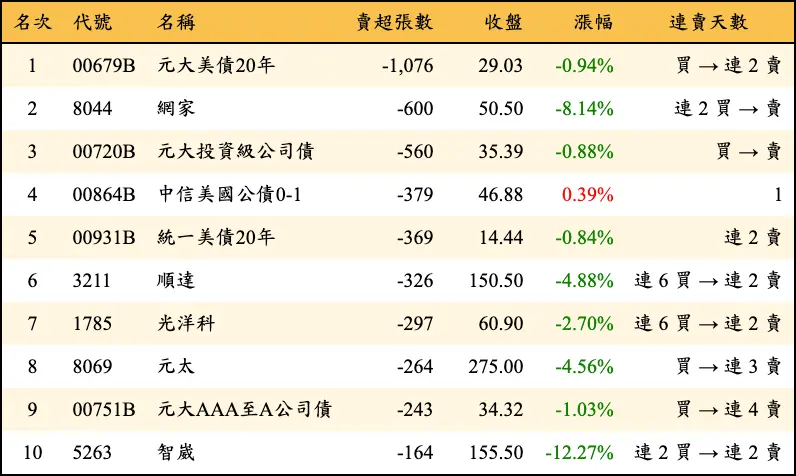 名次 代號 名稱 賣超張數 收盤 漲幅 連賣天數
1 00679B 元大美債20年 -1,076 29.03 -0.94% 買 → 連 2 賣
2 8044 網家 -600 50.50 -8.14% 連 2 買 → 賣
3 00720B 元大投資級公司債 -560 35.39 -0.88% 買 → 賣
4 00864B 中信美國公債0-1 -379 46.88 0.39% 1
5 00931B 統一美債20年 -369 14.44 -0.84% 連 2 賣
6 3211 順達 -326 150.50 -4.88% 連 6 買 → 連 2 賣
7 1785 光洋科 -297 60.90 -2.70% 連 6 買 → 連 2 賣
8 8069 元太 -264 275.00 -4.56% 買 → 連 3 賣
9 00751B 元大AAA至A公司債 -243 34.32 -1.03% 買 → 連 4 賣
10 5263 智崴 -164 155.50 -12.27% 連 2 買 → 連 2 賣